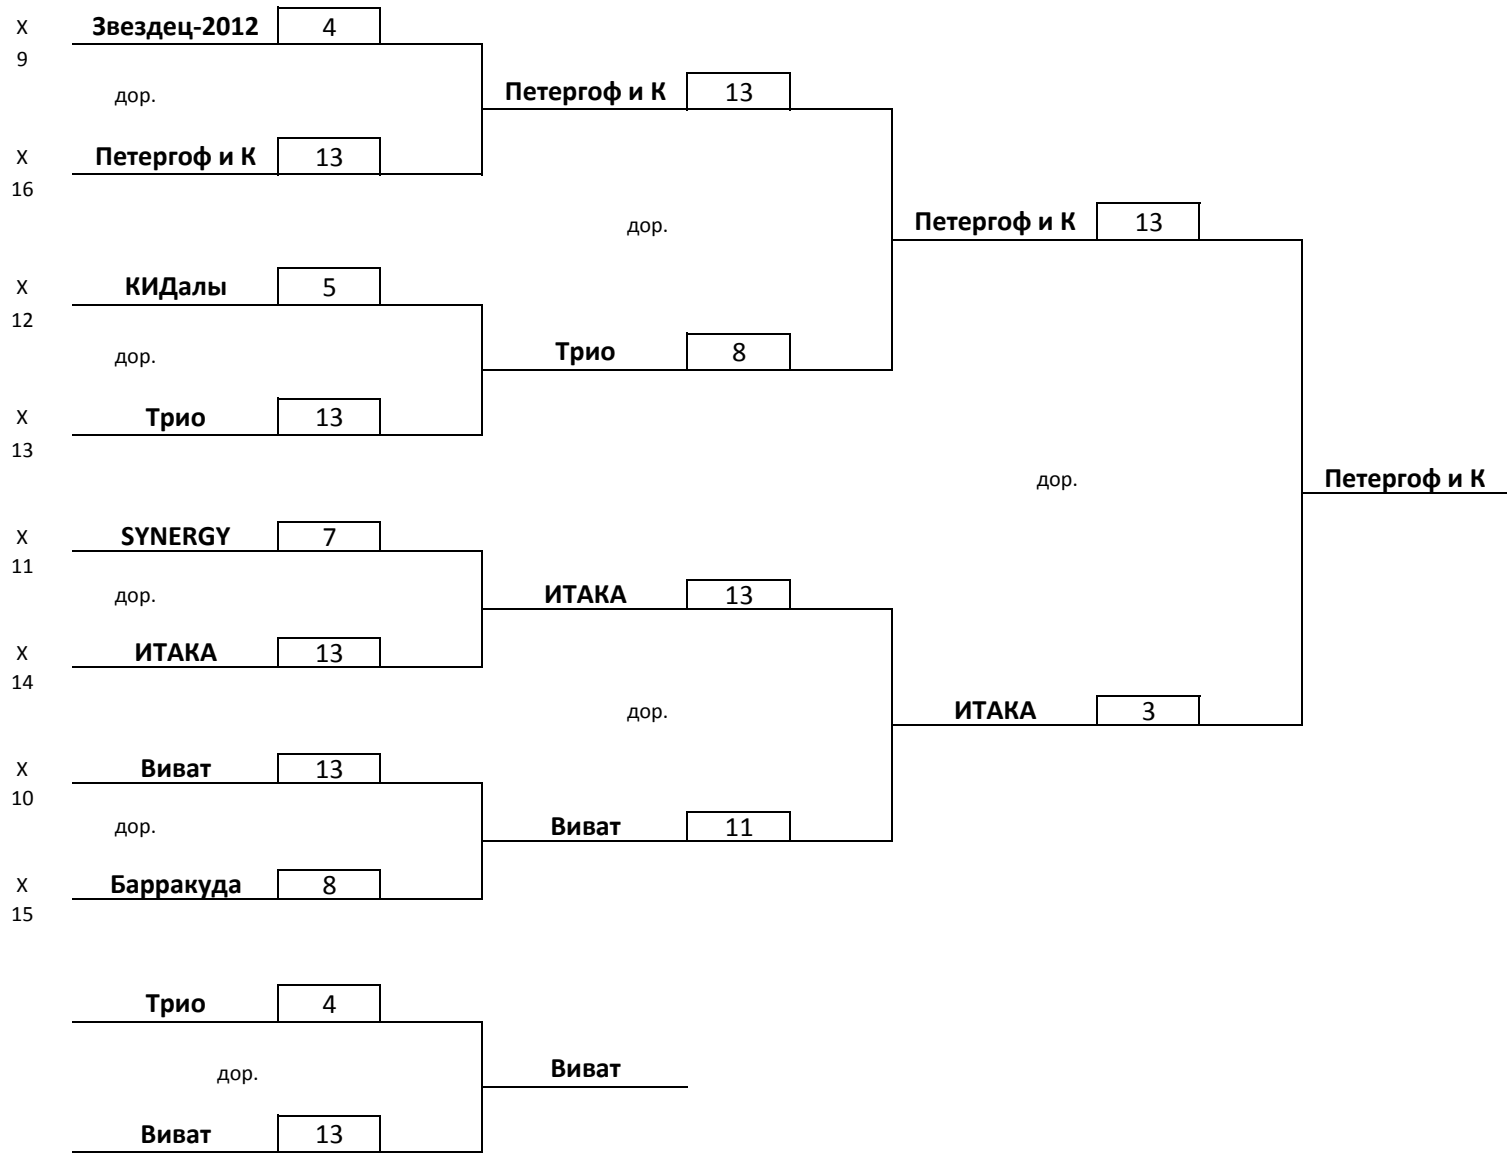 X Звездец-2012 4
9
дор. Петергоф и К 13
X Петергоф и К 13
16
дор. Петергоф и К 13
X КИДалы 5
12
дор. Трио 8
X Трио 13
13
дор. Петергоф и К
X SYNERGY 7
11
дор. ИТАКА 13
X ИТАКА 13
14
дор. ИТАКА 3
X Виват 13
10
дор. Виват 11
X Барракуда 8
15
Трио 4
дор. Виват
Виват 13